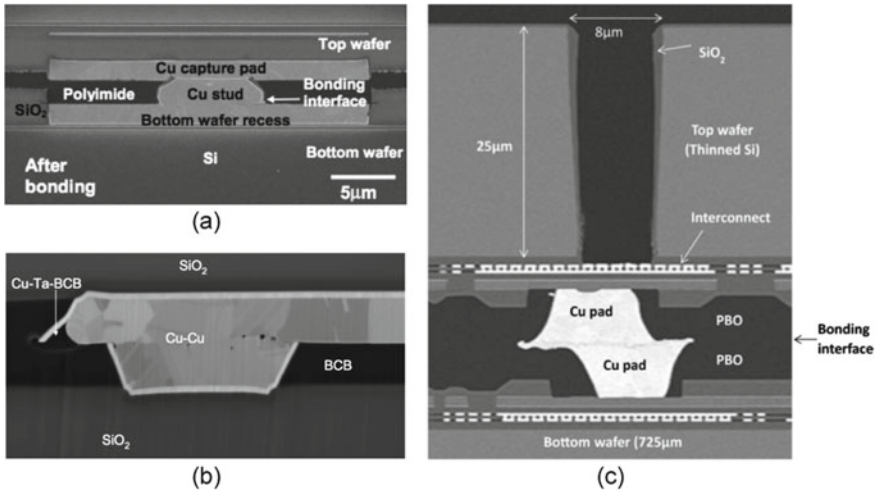 Top wafer
Cu capture pad
Polyimide
Cu stud
Bonding
interface
SiO₂
Bottom wafer recess
After
bonding
Si
Bottom wafer
5μm
(a)
SiO₂
Cu-Ta-BCB
Cu-Cu
BCB
SiO₂
(b)
8μm
SiO₂
25μm
Top wafer
(Thinned Si)
Interconnect
Cu pad
PBO
Bonding
interface
Cu pad
PBO
Bottom wafer (725μm
(c)